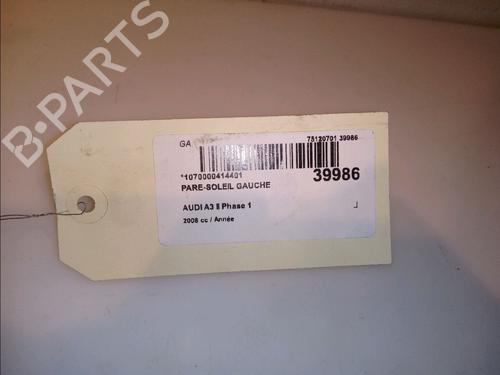 B-PARTS
GA
75120701 39986
*1070000414401
39986
PARE-SOLEIL GAUCHE
AUDI A3 II Phase 1
2008 cc / Année